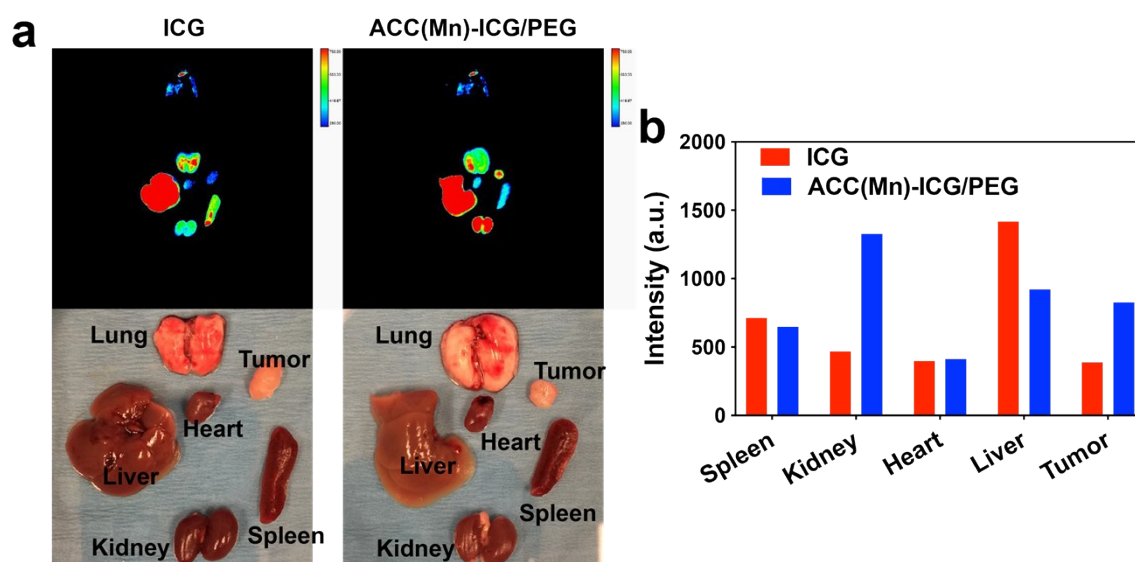 a
ICG
ACC(Mn)-ICG/PEG
Lung
Tumor
Heart
Liver
Spleen
Kidney
Lung
Tumor
Heart
Liver
Spleen
Kidney
b
2000
1500
1000
500
0
Intensity (a.u.)
ICG
ACC(Mn)-ICG/PEG
Spleen
Kidney
Heart
Liver
Tumor